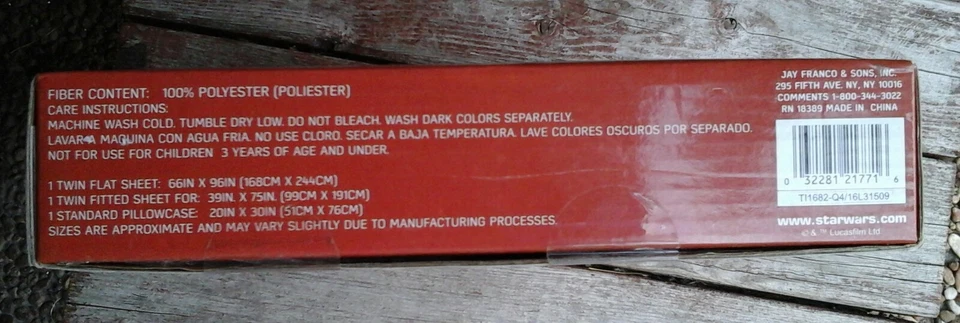 FIBER CONTENT: 100% POLYESTER (POLIESTER)
CARE INSTRUCTIONS:
MACHINE WASH COLD. TUMBLE DRY LOW. DO NOT BLEACH. WASH DARK COLORS SEPARATELY.
LAVAR A MAQUINA CON AGUA FRIA. NO USE CLORO. SECAR A BAJA TEMPERATURA. LAVE COLORES OSCUROS POR SEPARADO.
NOT FOR USE FOR CHILDREN 3 YEARS OF AGE AND UNDER.
1 TWIN FLAT SHEET: 66IN X 96IN (168CM X 244CM)
1 TWIN FITTED SHEET FOR: 39IN. X 75IN. (99CM X 191CM)
1 STANDARD PILLOWCASE: 20IN X 30IN (51CM X 76CM)
SIZES ARE APPROXIMATE AND MAY VARY SLIGHTLY DUE TO MANUFACTURING PROCESSES.
JAY FRANCO & SONS, INC.
295 FIFTH AVE. NY, NY 10016
COMMENTS 1-800-344-3022
RN 18389 MADE IN CHINA
0 32281 21771 6
TI1682-Q4/16L31509
www.starwars.com
© & ™ Lucasfilm Ltd